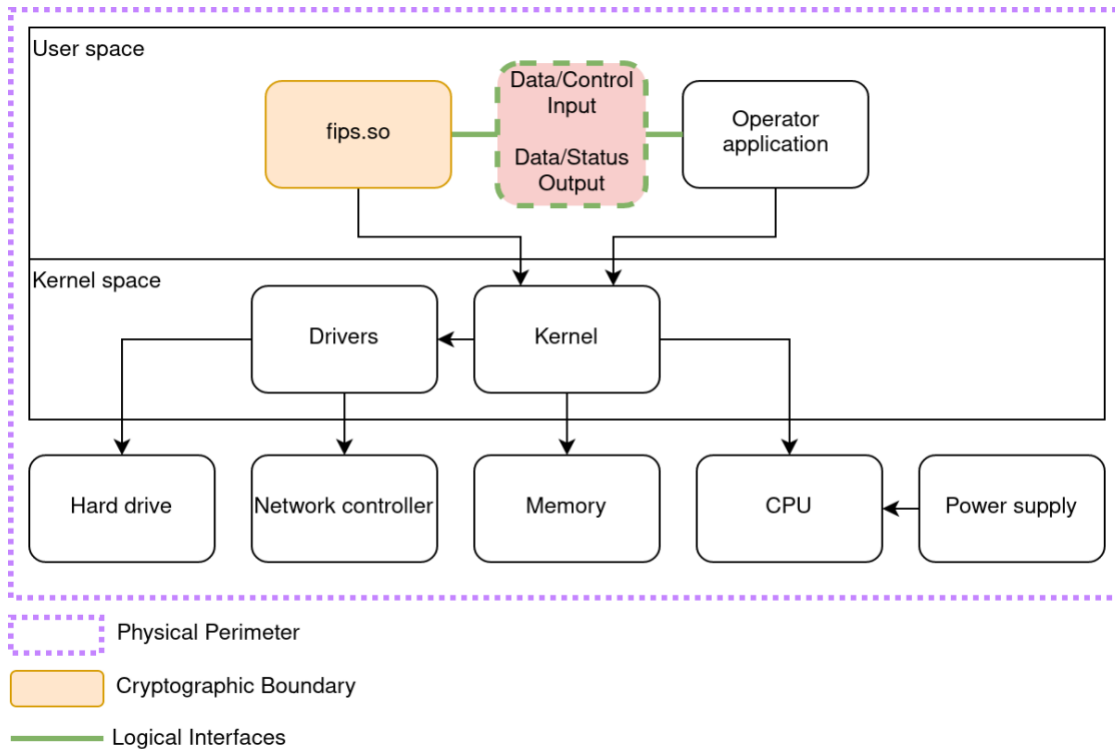 User space
Data/Control
Input
Data/Status
Output
fips.so
Operator
application
Kernel space
Drivers
Kernel
Hard drive
Network controller
Memory
CPU
Power supply
Physical Perimeter
Cryptographic Boundary
Logical Interfaces